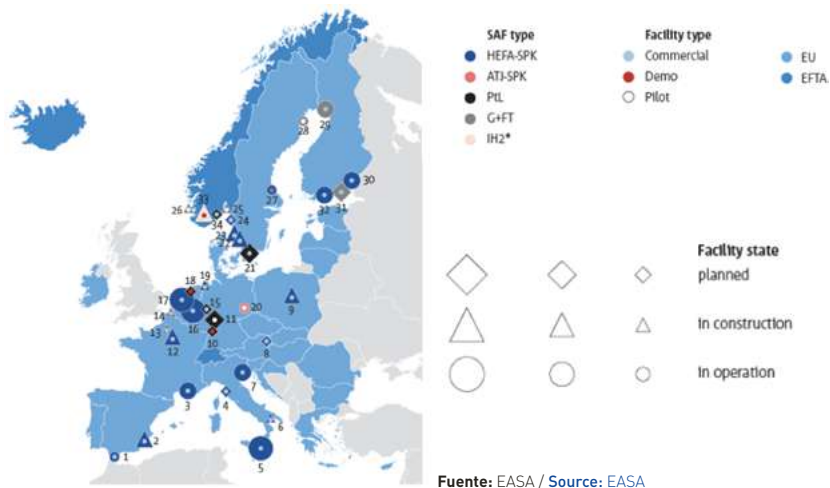 SAF type
HEFA-SPK
ATJ-SPK
PtL
G+FT
IH2*
Facility type
Commercial
Demo
Pilot
EU
EFTA
Facility state
planned
in construction
in operation
29
28
30
33
26
25
34
24
27
32
31
23
22
21
19
18
17
15
14
16
11
20
9
13
12
10
8
7
3
4
6
2
1
5
Fuente: EASA / Source: EASA